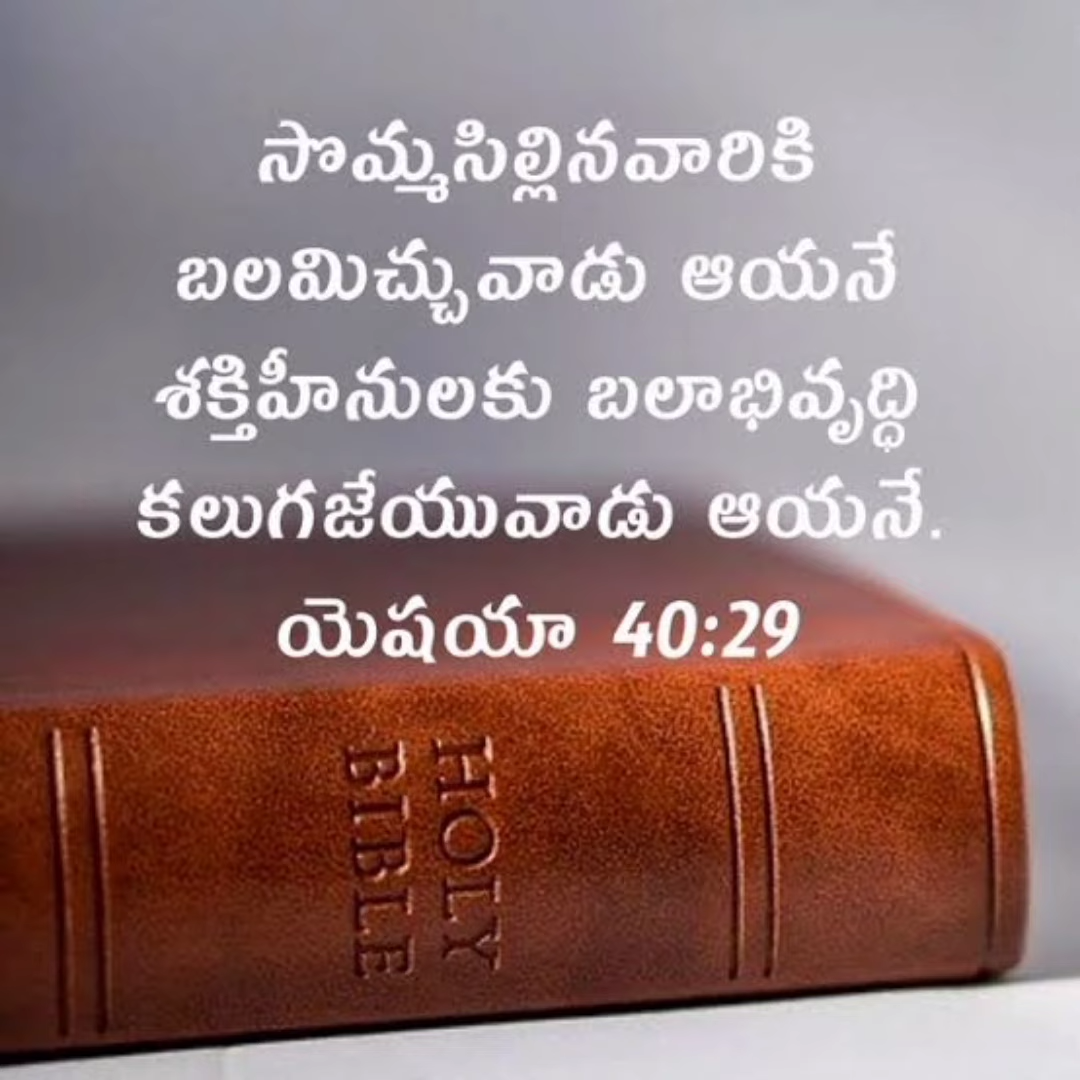 సొమ్మసిల్లినవారికి
బలమిచ్చువాడు ఆయనే
శక్తిహీనులకు బలాభివృద్ధి
కలుగజేయువాడు ఆయనే.
యెషయా 40:29
HOLY
BIBLE